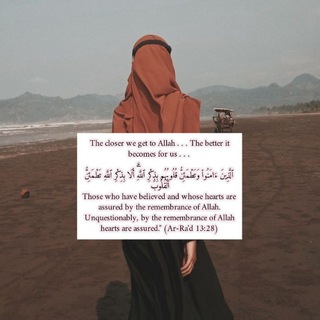 The closer we get to Allah . . . The better it
becomes for us . . .
ٱلَّذِينَ ءَامَنُوا۟ وَتَطْمَئِنُّ قُلُوبُهُم بِذِكْرِ ٱللَّهِ ۗ أَلَا بِذِكْرِ ٱللَّهِ تَطْمَئِنُّ
ٱلْقُلُوبُ
Those who have believed and whose hearts are
assured by the remembrance of Allah.
Unquestionably, by the remembrance of Allah
hearts are assured." (Ar-Ra'd 13:28)